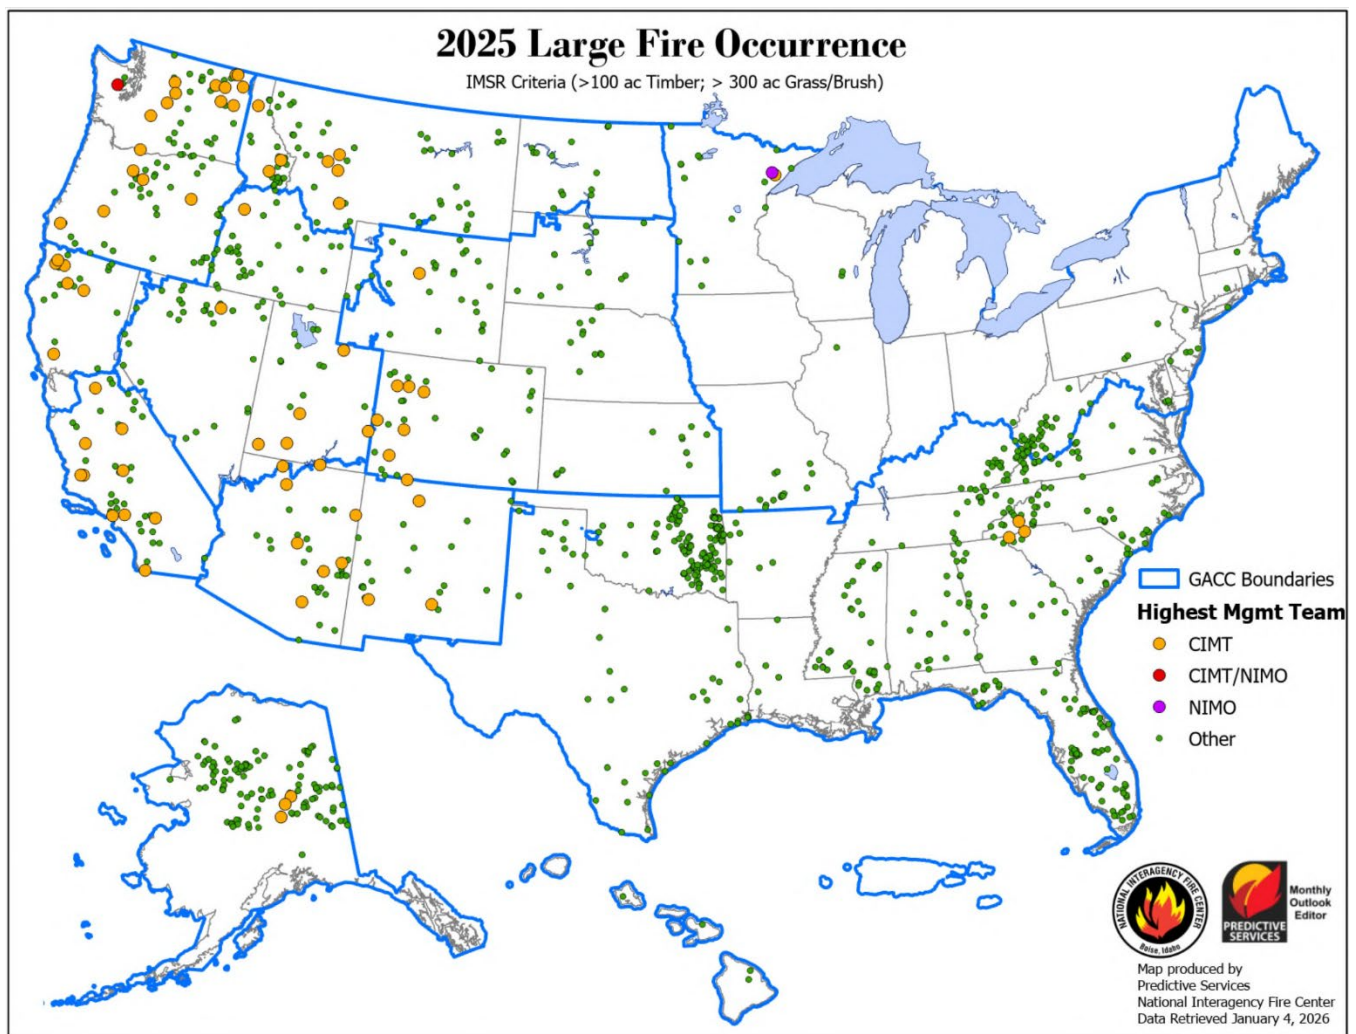 2025 Large Fire Occurrence
IMSR Criteria (>100 ac Timber; > 300 ac Grass/Brush)
GACC Boundaries
Highest Mgmt Team
CIMT
CIMT/NIMO
NIMO
Other
NATIONAL INTERAGENCY FIRE CENTER
Boise, Idaho
PREDICTIVE
SERVICES
Monthly
Outlook
Editor
Map produced by
Predictive Services
National Interagency Fire Center
Data Retrieved January 4, 2026